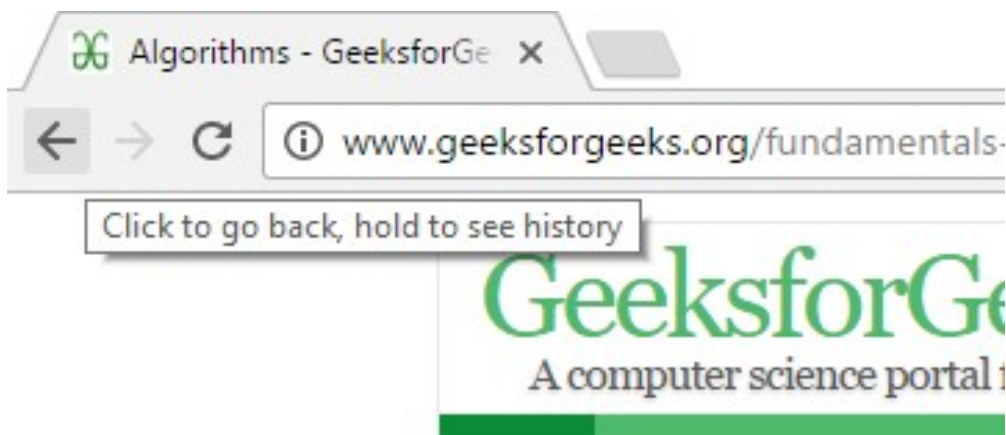 Algorithms - GeeksforGe
www.geeksforgeeks.org/fundamentals-
Click to go back, hold to see history
GeeksforGe
A computer science portal f